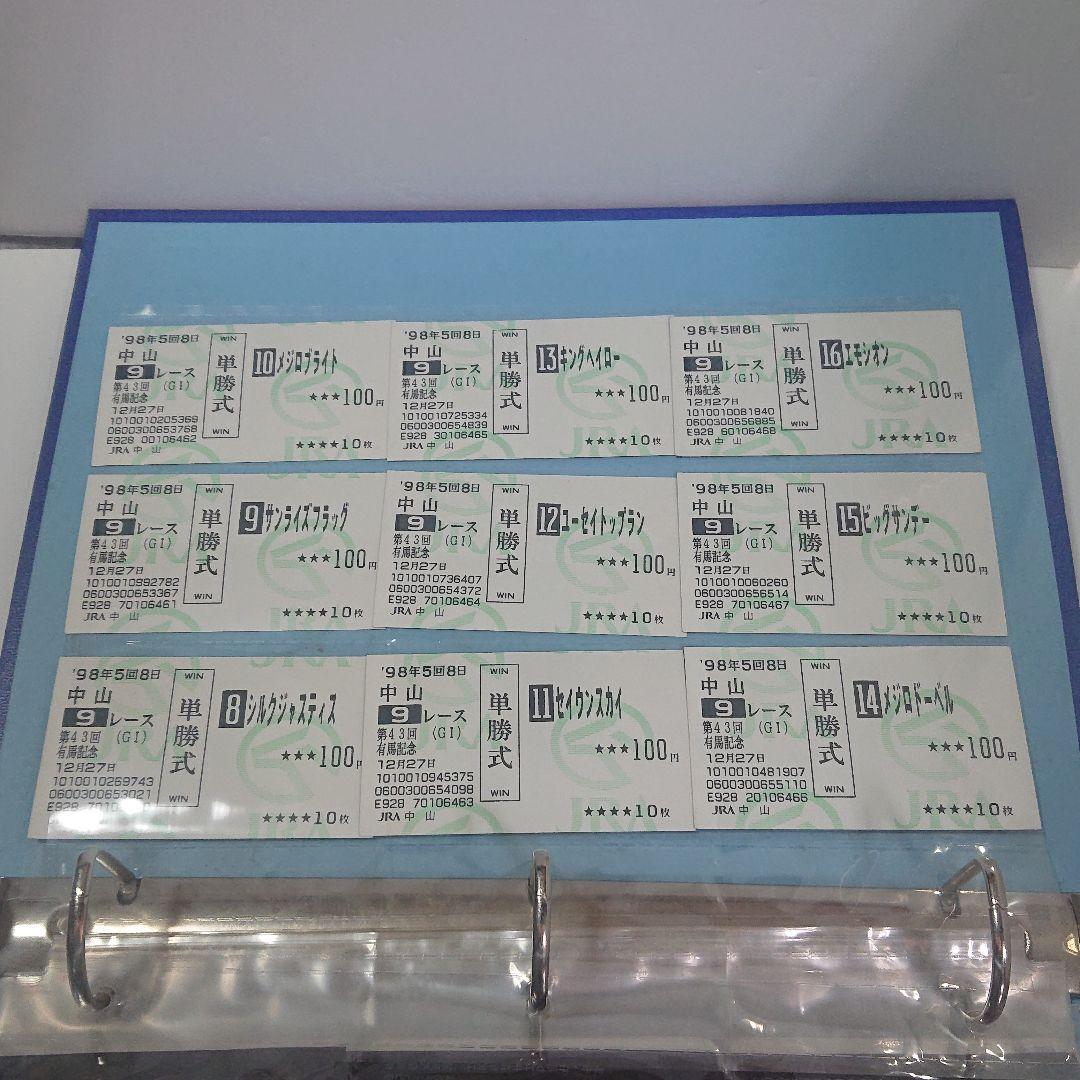 '98年5回8日
中山
9 レース
第43回 (GI)
有馬記念
12月27日
1010010205369
0600300653768
E928 00106462
JRA 中 山
WIN
単勝式
WIN
10 メジロブライト
★★★100円
★★★★10枚
'98年5回8日
中山
9 レース
第43回 (GI)
有馬記念
12月27日
1010010725334
0600300654839
E928 30106465
JRA 中 山
WIN
単勝式
WIN
13 キングヘイロー
★★★100円
★★★★10枚
'98年5回8日
中山
9 レース
第43回 (GI)
有馬記念
12月27日
1010010081840
0600300656885
E928 60106468
JRA 中 山
WIN
単勝式
WIN
16 エモシオン
★★★100円
★★★★10枚
'98年5回8日
中山
9 レース
第43回 (GI)
有馬記念
12月27日
1010010992782
0600300653367
E928 70106461
JRA 中 山
WIN
単勝式
WIN
9 サンライズフラッグ
★★★100円
★★★★10枚
'98年5回8日
中山
9 レース
第43回 (GI)
有馬記念
12月27日
1010010736407
0600300654372
E928 70106464
JRA 中 山
WIN
単勝式
WIN
12 ユーセイトップラン
★★★100円
★★★★10枚
'98年5回8日
中山
9 レース
第43回 (GI)
有馬記念
12月27日
1010010060260
0600300656514
E928 70106467
JRA 中 山
WIN
単勝式
WIN
15 ビッグサンデー
★★★100円
★★★★10枚
'98年5回8日
中山
9 レース
第43回 (GI)
有馬記念
12月27日
1010010269743
0600300653021
E928
WIN
単勝式
WIN
8 シルクジャスティス
★★★100円
★★★★10枚
'98年5回8日
中山
9 レース
第43回 (GI)
有馬記念
12月27日
1010010945375
0600300654098
E928 70106463
JRA 中 山
WIN
単勝式
WIN
11 セイウンスカイ
★★★100円
★★★★10枚
'98年5回8日
中山
9 レース
第43回 (GI)
有馬記念
12月27日
1010010481907
0600300655110
E928 20106466
JRA 中 山
WIN
単勝式
WIN
14 メジロドーベル
★★★100円
★★★★10枚